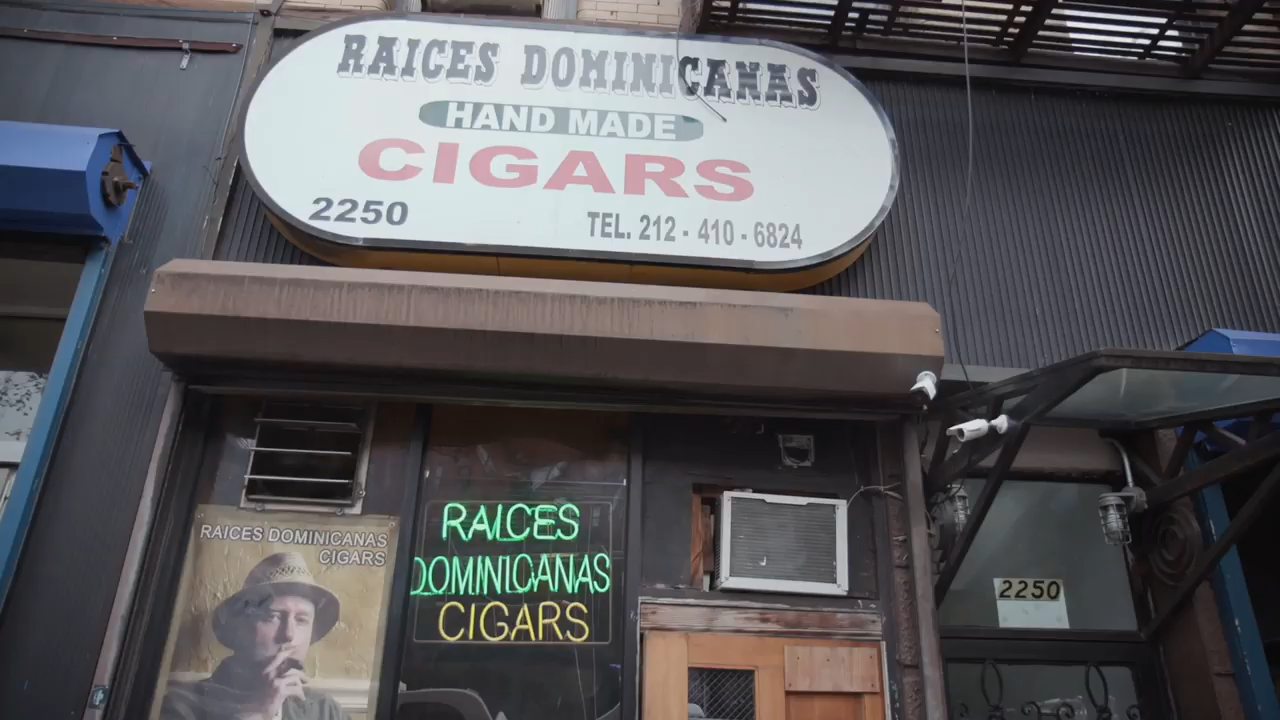 RAICES DOMINICANAS
HAND MADE
CIGARS
2250
TEL. 212 - 410 - 6824
RAICES DOMINICANAS
CIGARS
RAICES
DOMINICANAS
CIGARS
2250